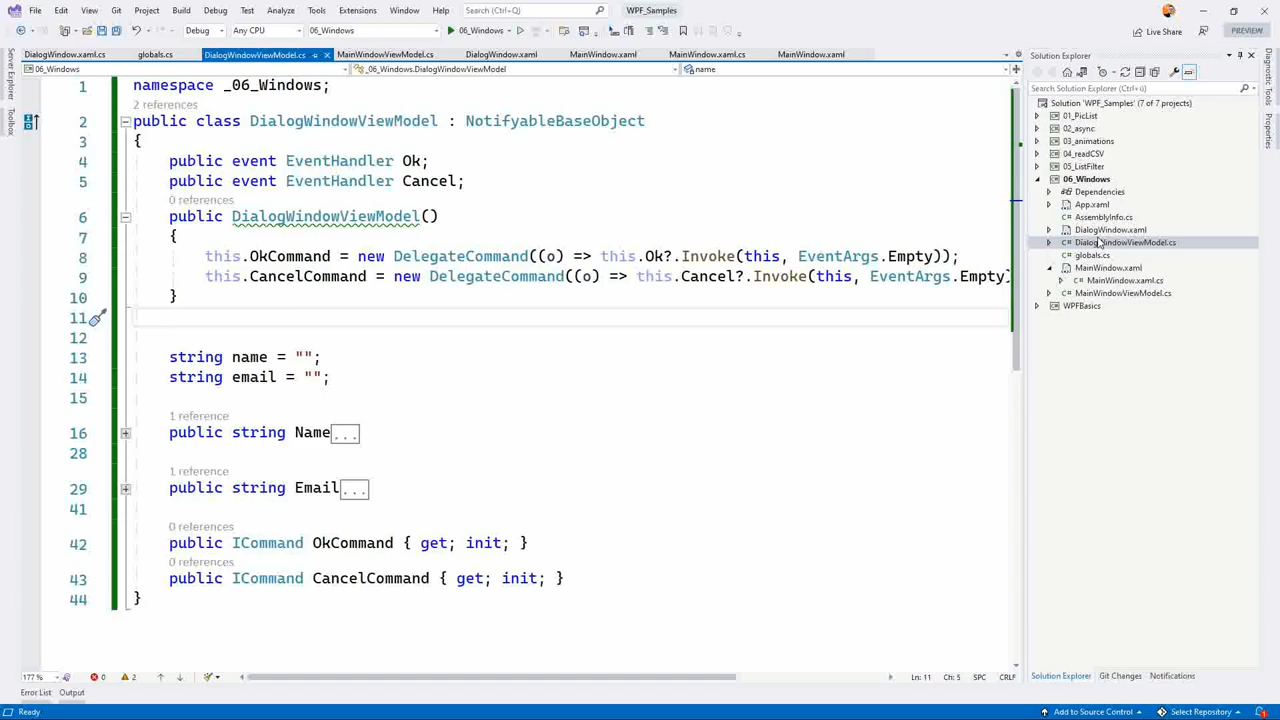 File Edit View Git Project Build Debug Test Analyze Tools Extensions Window Help Search (Ctrl+Q) WPF_Samples
Debug Any CPU 06_Windows 06_Windows Live Share PREVIEW
DialogWindow.xaml.cs globals.cs DialogWindowViewModel.cs MainWindowViewModel.cs DialogWindow.xaml MainWindow.xaml MainWindow.xaml.cs MainWindow.xaml
06_Windows _06_Windows.DialogWindowViewModel name
Server Explorer
Toolbox
1 namespace _06_Windows;
2 references
2 public class DialogWindowViewModel : NotifyableBaseObject
3 {
4 public event EventHandler Ok;
5 public event EventHandler Cancel;
0 references
6 public DialogWindowViewModel()
7 {
8 this.OkCommand = new DelegateCommand((o) => this.Ok?.Invoke(this, EventArgs.Empty));
9 this.CancelCommand = new DelegateCommand((o) => this.Cancel?.Invoke(this, EventArgs.Empty)
10 }
11
12
13 string name = "";
14 string email = "";
15
1 reference
16 public string Name...
28
1 reference
29 public string Email...
41
0 references
42 public ICommand OkCommand { get; init; }
0 references
43 public ICommand CancelCommand { get; init; }
44 }
177 % 0 2 Ln: 11 Ch: 5 SPC CRLF
Error List Output
Ready
Solution Explorer
Search Solution Explorer (Ctrl+ü)
Solution 'WPF_Samples' (7 of 7 projects)
01_PicList
02_async
03_animations
04_readCSV
05_ListFilter
06_Windows
Dependencies
App.xaml
AssemblyInfo.cs
DialogWindow.xaml
DialogWindowViewModel.cs
globals.cs
MainWindow.xaml
MainWindow.xaml.cs
MainWindowViewModel.cs
WPFBasics
Solution Explorer Git Changes Notifications
Diagnostic Tools
Properties
Add to Source Control Select Repository